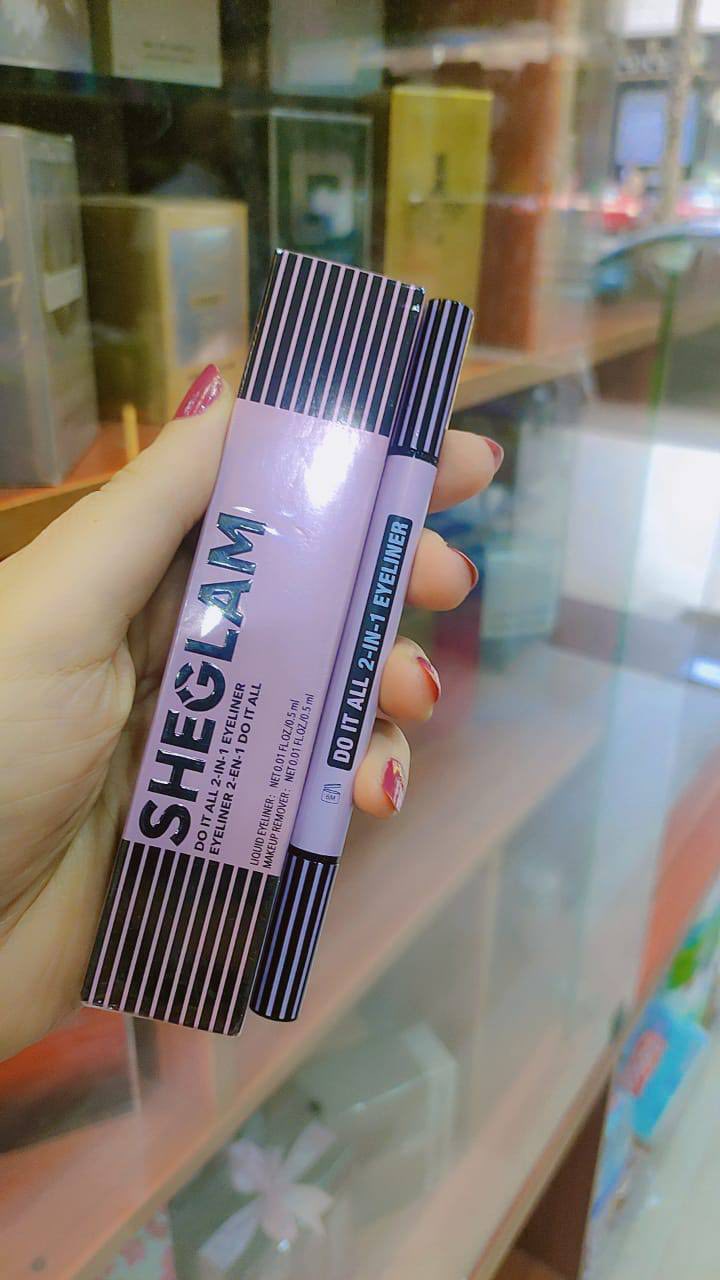 SHEGLAM
DO IT ALL 2-IN-1 EYELINER
EYELINER 2-EN-1 DO IT ALL
LIQUID EYELINER : NET 0.01 FL.OZ/0.5 ml
MAKEUP REMOVER : NET 0.01 FL.OZ/0.5 ml
DO IT ALL 2-IN-1 EYELINER